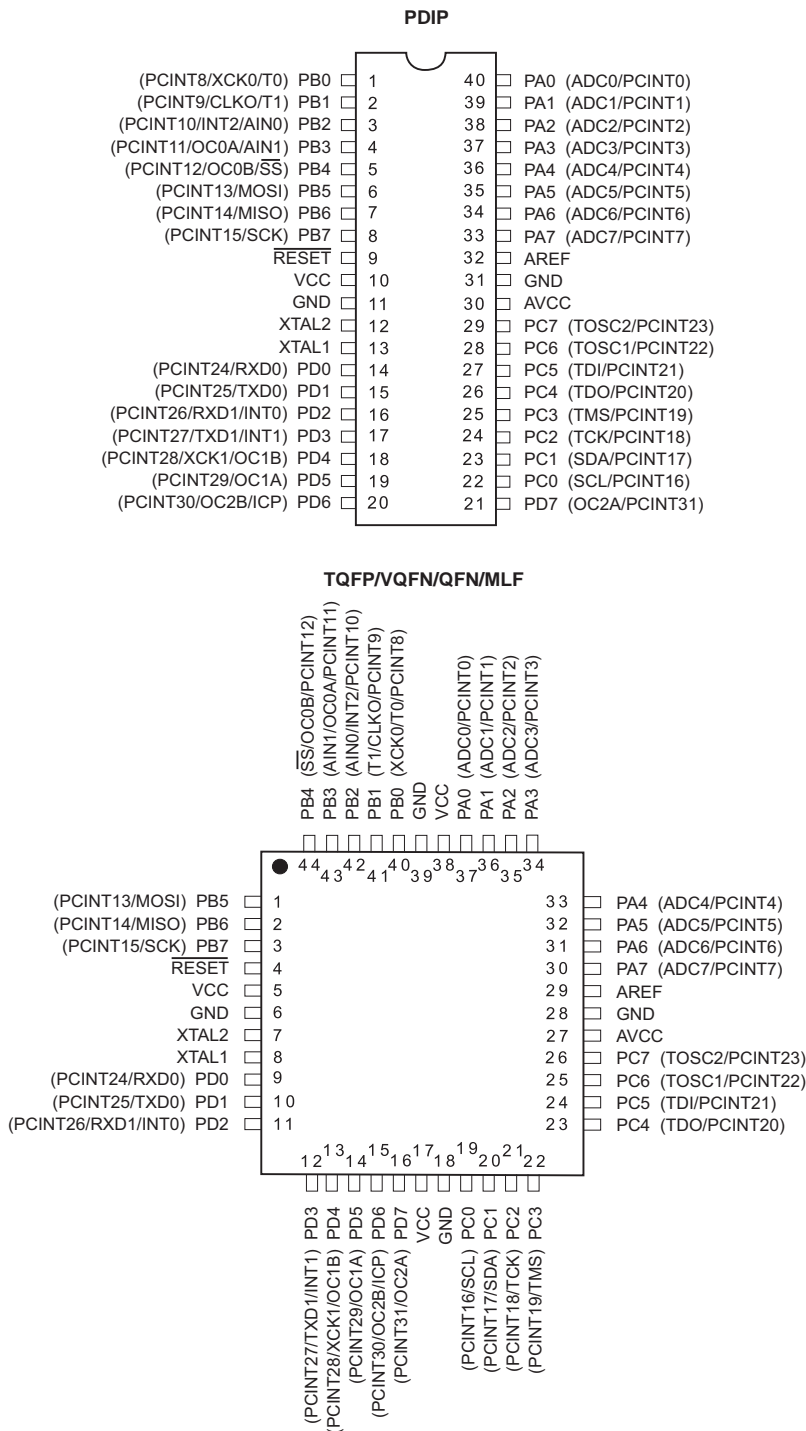 PDIP
(PCINT8/XCK0/T0) PB0 1 40 PA0 (ADC0/PCINT0)
(PCINT9/CLKO/T1) PB1 2 39 PA1 (ADC1/PCINT1)
(PCINT10/INT2/AIN0) PB2 3 38 PA2 (ADC2/PCINT2)
(PCINT11/OC0A/AIN1) PB3 4 37 PA3 (ADC3/PCINT3)
(PCINT12/OC0B/S̅S̅) PB4 5 36 PA4 (ADC4/PCINT4)
(PCINT13/MOSI) PB5 6 35 PA5 (ADC5/PCINT5)
(PCINT14/MISO) PB6 7 34 PA6 (ADC6/PCINT6)
(PCINT15/SCK) PB7 8 33 PA7 (ADC7/PCINT7)
R̅E̅S̅E̅T̅ 9 32 AREF
VCC 10 31 GND
GND 11 30 AVCC
XTAL2 12 29 PC7 (TOSC2/PCINT23)
XTAL1 13 28 PC6 (TOSC1/PCINT22)
(PCINT24/RXD0) PD0 14 27 PC5 (TDI/PCINT21)
(PCINT25/TXD0) PD1 15 26 PC4 (TDO/PCINT20)
(PCINT26/RXD1/INT0) PD2 16 25 PC3 (TMS/PCINT19)
(PCINT27/TXD1/INT1) PD3 17 24 PC2 (TCK/PCINT18)
(PCINT28/XCK1/OC1B) PD4 18 23 PC1 (SDA/PCINT17)
(PCINT29/OC1A) PD5 19 22 PC0 (SCL/PCINT16)
(PCINT30/OC2B/ICP) PD6 20 21 PD7 (OC2A/PCINT31)
TQFP/VQFN/QFN/MLF
PB4 (S̅S̅/OC0B/PCINT12)
PB3 (AIN1/OC0A/PCINT11)
PB2 (AIN0/INT2/PCINT10)
PB1 (T1/CLKO/PCINT9)
PB0 (XCK0/T0/PCINT8)
GND
VCC
PA0 (ADC0/PCINT0)
PA1 (ADC1/PCINT1)
PA2 (ADC2/PCINT2)
PA3 (ADC3/PCINT3)
44 43 42 41 40 39 38 37 36 35 34
(PCINT13/MOSI) PB5 1 33 PA4 (ADC4/PCINT4)
(PCINT14/MISO) PB6 2 32 PA5 (ADC5/PCINT5)
(PCINT15/SCK) PB7 3 31 PA6 (ADC6/PCINT6)
R̅E̅S̅E̅T̅ 4 30 PA7 (ADC7/PCINT7)
VCC 5 29 AREF
GND 6 28 GND
XTAL2 7 27 AVCC
XTAL1 8 26 PC7 (TOSC2/PCINT23)
(PCINT24/RXD0) PD0 9 25 PC6 (TOSC1/PCINT22)
(PCINT25/TXD0) PD1 10 24 PC5 (TDI/PCINT21)
(PCINT26/RXD1/INT0) PD2 11 23 PC4 (TDO/PCINT20)
12 13 14 15 16 17 18 19 20 21 22
(PCINT27/TXD1/INT1) PD3
(PCINT28/XCK1/OC1B) PD4
(PCINT29/OC1A) PD5
(PCINT30/OC2B/ICP) PD6
(PCINT31/OC2A) PD7
VCC
GND
(PCINT16/SCL) PC0
(PCINT17/SDA) PC1
(PCINT18/TCK) PC2
(PCINT19/TMS) PC3